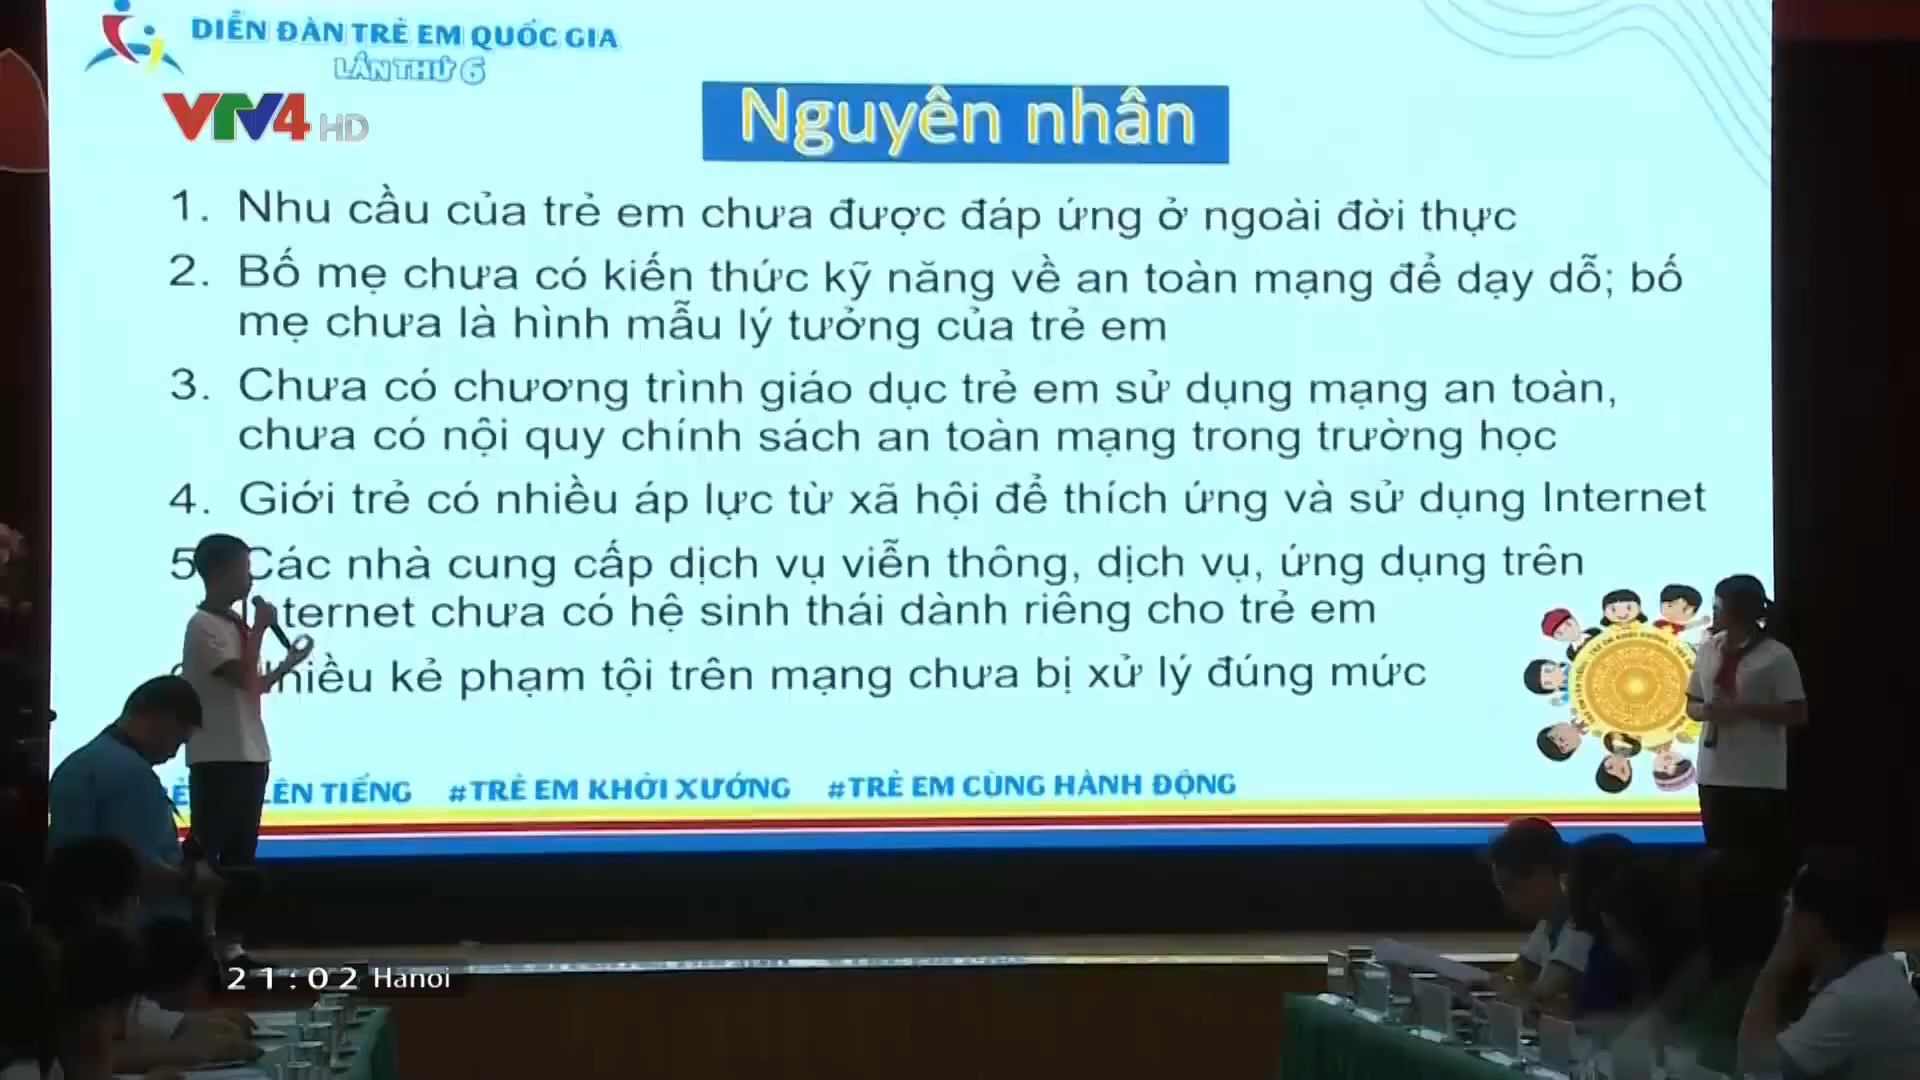 DIỄN ĐÀN TRẺ EM QUỐC GIA
LẦN THỨ 6
VTV4 HD
Nguyên nhân
1. Nhu cầu của trẻ em chưa được đáp ứng ở ngoài đời thực
2. Bố mẹ chưa có kiến thức kỹ năng về an toàn mạng để dạy dỗ; bố
mẹ chưa là hình mẫu lý tưởng của trẻ em
3. Chưa có chương trình giáo dục trẻ em sử dụng mạng an toàn,
chưa có nội quy chính sách an toàn mạng trong trường học
4. Giới trẻ có nhiều áp lực từ xã hội để thích ứng và sử dụng Internet
5. Các nhà cung cấp dịch vụ viễn thông, dịch vụ, ứng dụng trên
Internet chưa có hệ sinh thái dành riêng cho trẻ em
Nhiều kẻ phạm tội trên mạng chưa bị xử lý đúng mức
LÊN TIẾNG #TRẺ EM KHỞI XƯỚNG #TRẺ EM CÙNG HÀNH ĐỘNG
21:02 Hanoi